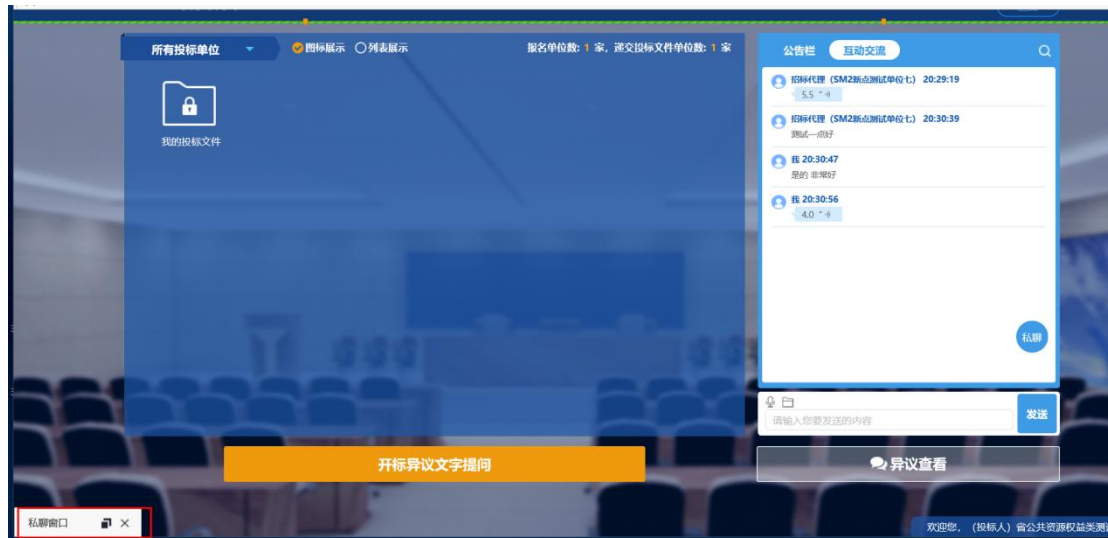 所有投标单位
图标展示 列表展示
报名单位数: 1 家，递交投标文件单位数: 1 家
我的投标文件
公告栏 互动交流
招标代理（SM2新点测试单位七） 20:29:19
5.5 "
招标代理（SM2新点测试单位七） 20:30:39
测试一点好
我 20:30:47
是的 非常好
我 20:30:56
4.0 "
私聊
请输入您要发送的内容
发送
开标异议文字提问
异议查看
私聊窗口
欢迎您，（投标人）省公共资源权益类测